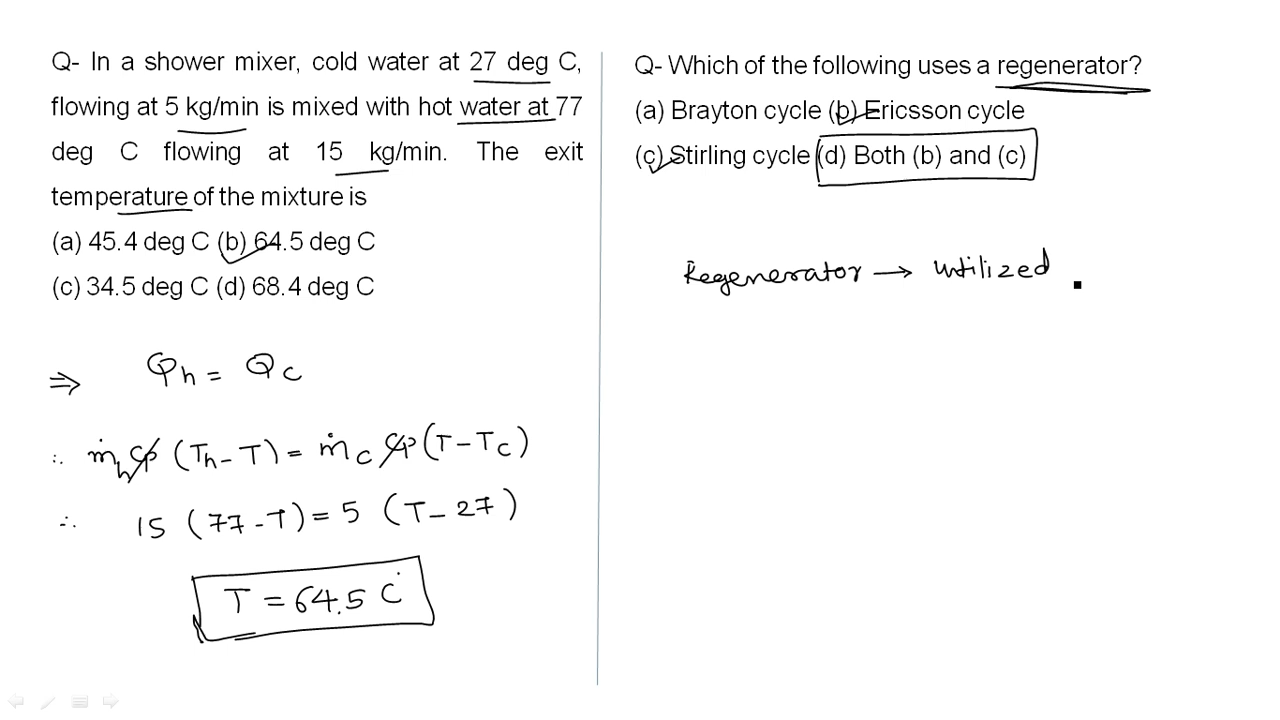 Q- In a shower mixer, cold water at 27 deg C,
flowing at 5 kg/min is mixed with hot water at 77
deg C flowing at 15 kg/min. The exit
temperature of the mixture is
(a) 45.4 deg C (b) 64.5 deg C
(c) 34.5 deg C (d) 68.4 deg C
⇒ Qh = Qc
∴ ṁh Cp (Th - T) = ṁc Cp (T - Tc)
∴ 15 (77 - T) = 5 (T - 27)
T = 64.5 C
Q- Which of the following uses a regenerator?
(a) Brayton cycle (b) Ericsson cycle
(c) Stirling cycle (d) Both (b) and (c)
Regenerator → Untilized